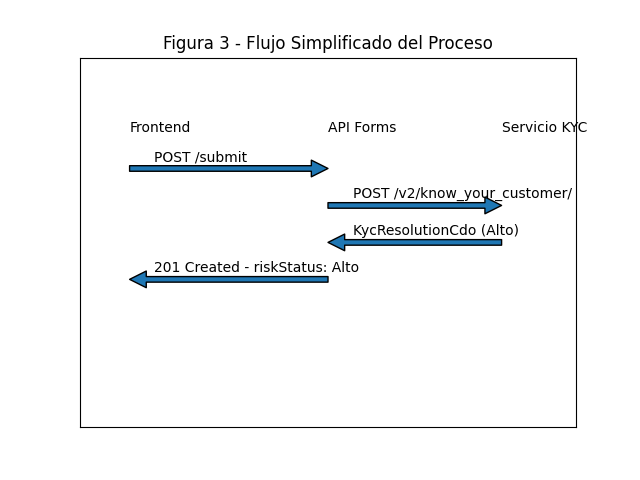 Figura 3 - Flujo Simplificado del Proceso
Frontend
API Forms
Servicio KYC
POST /submit
POST /v2/know_your_customer/
KycResolutionCdo (Alto)
201 Created - riskStatus: Alto